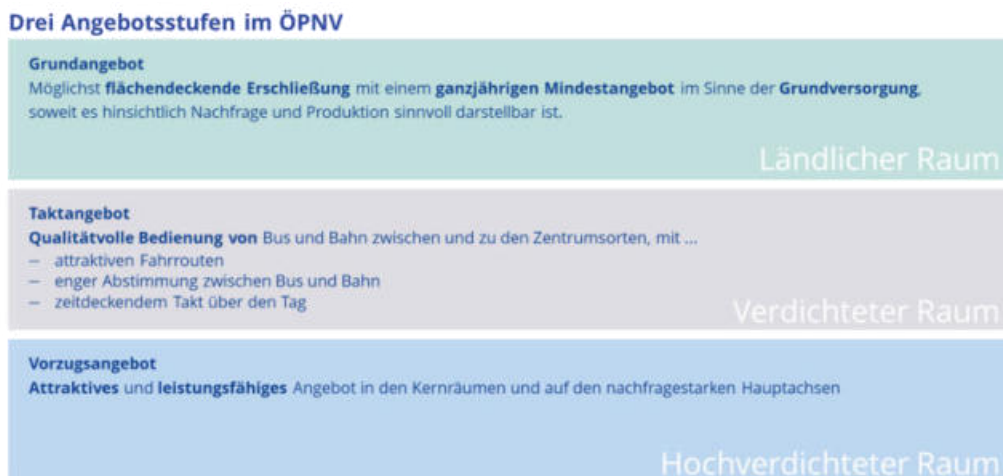 Drei Angebotsstufen im ÖPNV
Grundangebot
Möglichst flächendeckende Erschließung mit einem ganzjährigen Mindestangebot im Sinne der Grundversorgung,
soweit es hinsichtlich Nachfrage und Produktion sinnvoll darstellbar ist.
Ländlicher Raum
Taktangebot
Qualitätvolle Bedienung von Bus und Bahn zwischen und zu den Zentrumsorten, mit ...
– attraktiven Fahrrouten
– enger Abstimmung zwischen Bus und Bahn
– zeitdeckendem Takt über den Tag
Verdichteter Raum
Vorzugsangebot
Attraktives und leistungsfähiges Angebot in den Kernräumen und auf den nachfragestarken Hauptachsen
Hochverdichteter Raum